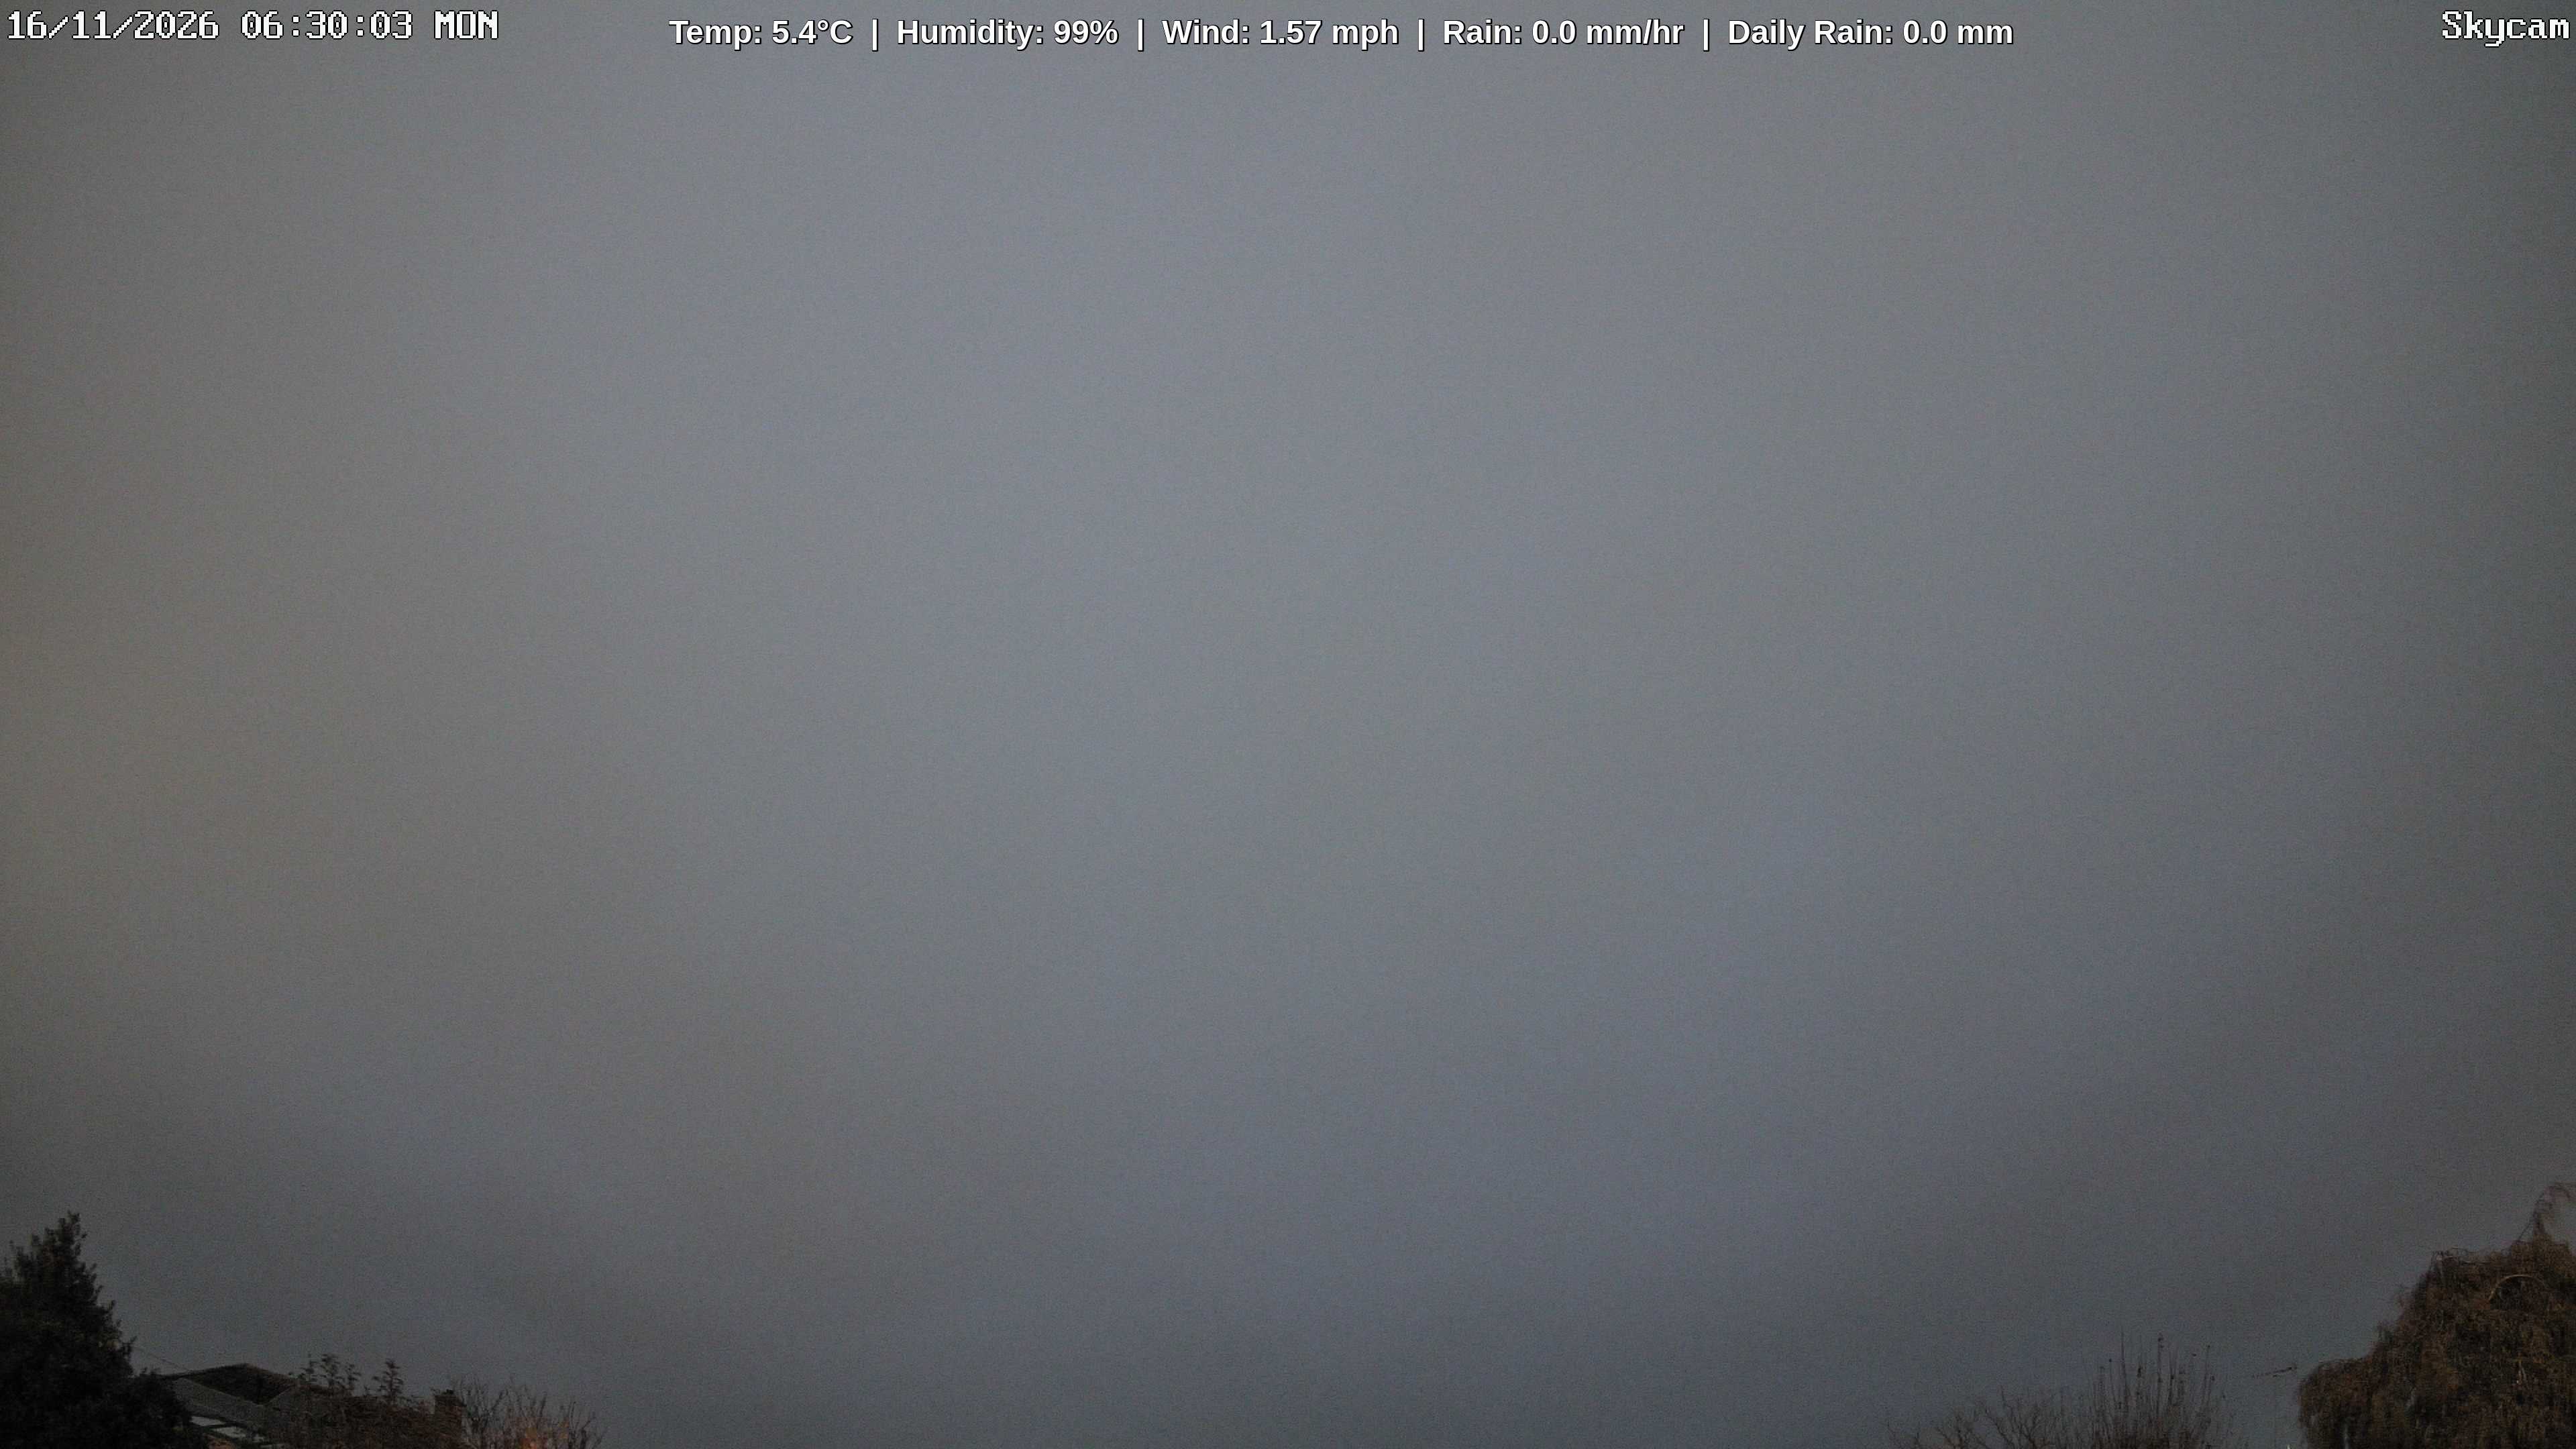 16/11/2026 06:30:03 MON
Temp: 5.4°C | Humidity: 99% | Wind: 1.57 mph | Rain: 0.0 mm/hr | Daily Rain: 0.0 mm
Skycam